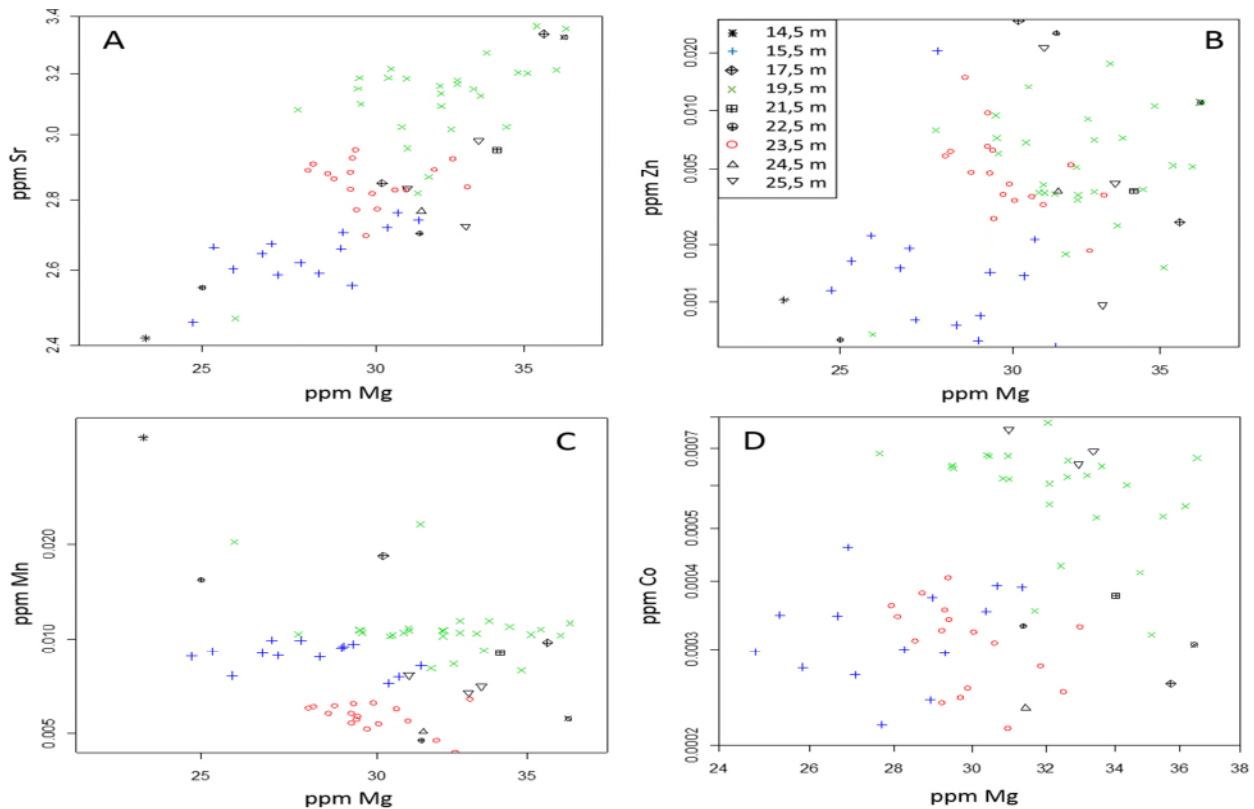 A
3.4
3.2
3.0
2.8
2.6
2.4
ppm Sr
25
30
35
ppm Mg
B
0.020
0.010
0.005
0.002
0.001
ppm Zn
14,5 m
15,5 m
17,5 m
19,5 m
21,5 m
22,5 m
23,5 m
24,5 m
25,5 m
25
30
35
ppm Mg
C
0.020
0.010
0.005
ppm Mn
25
30
35
ppm Mg
D
0.0007
0.0005
0.0004
0.0003
0.0002
ppm Co
24
26
28
30
32
34
36
38
ppm Mg